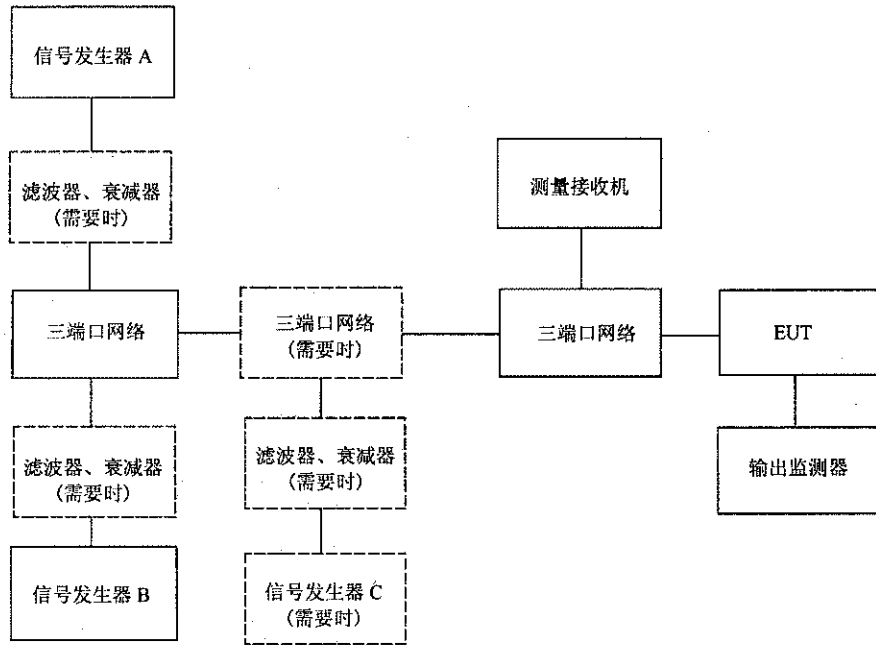 信号发生器 A
滤波器、衰减器
(需要时)
测量接收机
三端口网络
三端口网络
(需要时)
三端口网络
EUT
滤波器、衰减器
(需要时)
滤波器、衰减器
(需要时)
输出监测器
信号发生器 B
信号发生器 C
(需要时)